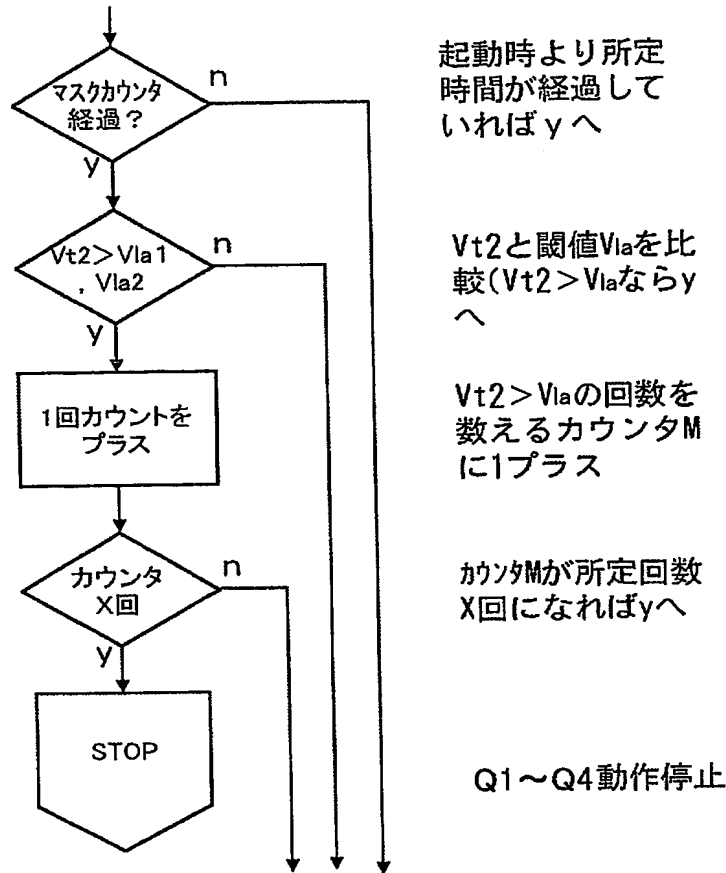 マスクカウンタ
経過？
n
y
起動時より所定
時間が経過して
いればyへ
Vt2＞Vla1
, Vla2
n
y
Vt2と閾値Vlaを比
較(Vt2＞Vlaならy
へ
1回カウントを
プラス
Vt2＞Vlaの回数を
数えるカウンタM
に1プラス
カウンタ
X回
n
y
カウンタMが所定回数
X回になればyへ
STOP
Q1～Q4動作停止